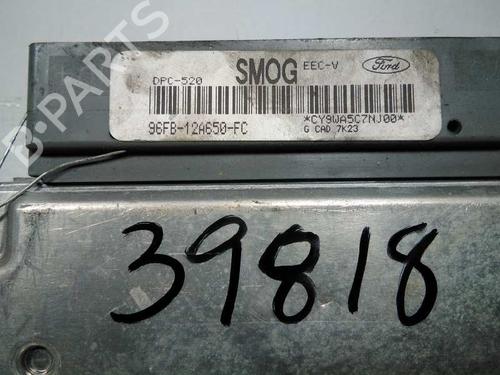 DPC-520 SMOG EEC-V Ford
96FB-12A650-FC *CY9WA5C7NJ00*
G CAD 7K23
39818
B-PARTS